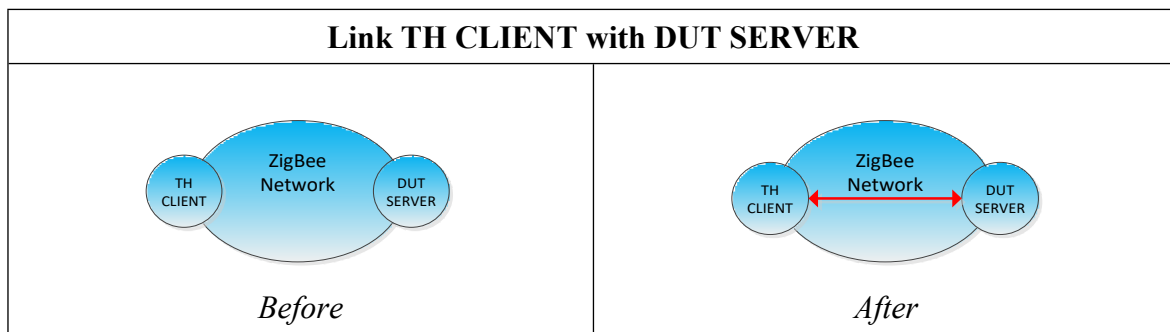 Link TH CLIENT with DUT SERVER
ZigBee
Network
TH
CLIENT
DUT
SERVER
Before
ZigBee
Network
TH
CLIENT
DUT
SERVER
After